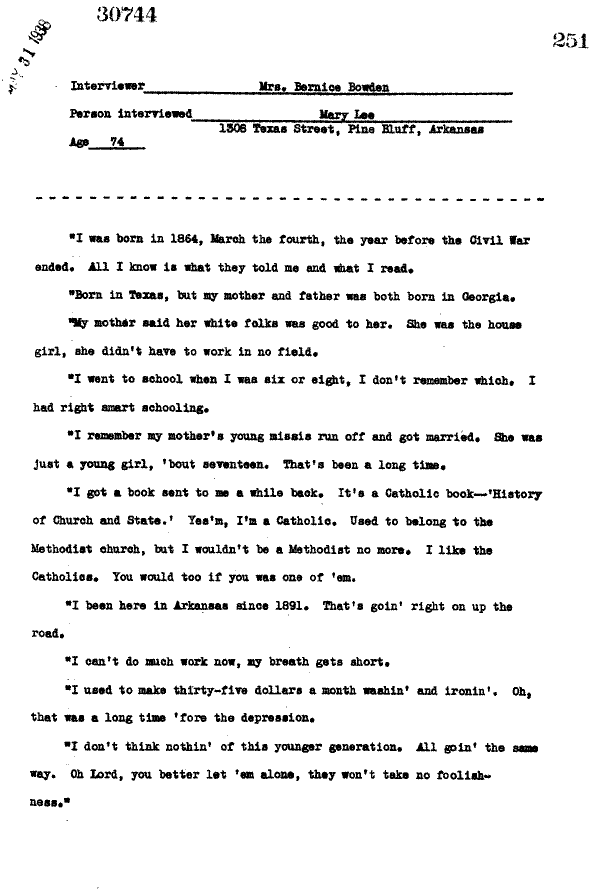 30744
MAY 31 1938
251
Interviewer Mrs. Bernice Bowden
Person interviewed Mary Lee
1308 Texas Street, Pine Bluff, Arkansas
Age 74
"I was born in 1864, March the fourth, the year before the Civil War
ended. All I know is what they told me and what I read.
"Born in Texas, but my mother and father was both born in Georgia.
"My mother said her white folks was good to her. She was the house
girl, she didn't have to work in no field.
"I went to school when I was six or eight, I don't remember which. I
had right smart schooling.
"I remember my mother's young missis run off and got married. She was
just a young girl, 'bout seventeen. That's been a long time.
"I got a book sent to me a while back. It's a Catholic book—'History
of Church and State.' Yes'm, I'm a Catholic. Used to belong to the
Methodist church, but I wouldn't be a Methodist no more. I like the
Catholics. You would too if you was one of 'em.
"I been here in Arkansas since 1891. That's goin' right on up the
road.
"I can't do much work now, my breath gets short.
"I used to make thirty-five dollars a month washin' and ironin'. Oh,
that was a long time 'fore the depression.
"I don't think nothin' of this younger generation. All goin' the same
way. Oh Lord, you better let 'em alone, they won't take no foolish-
ness."